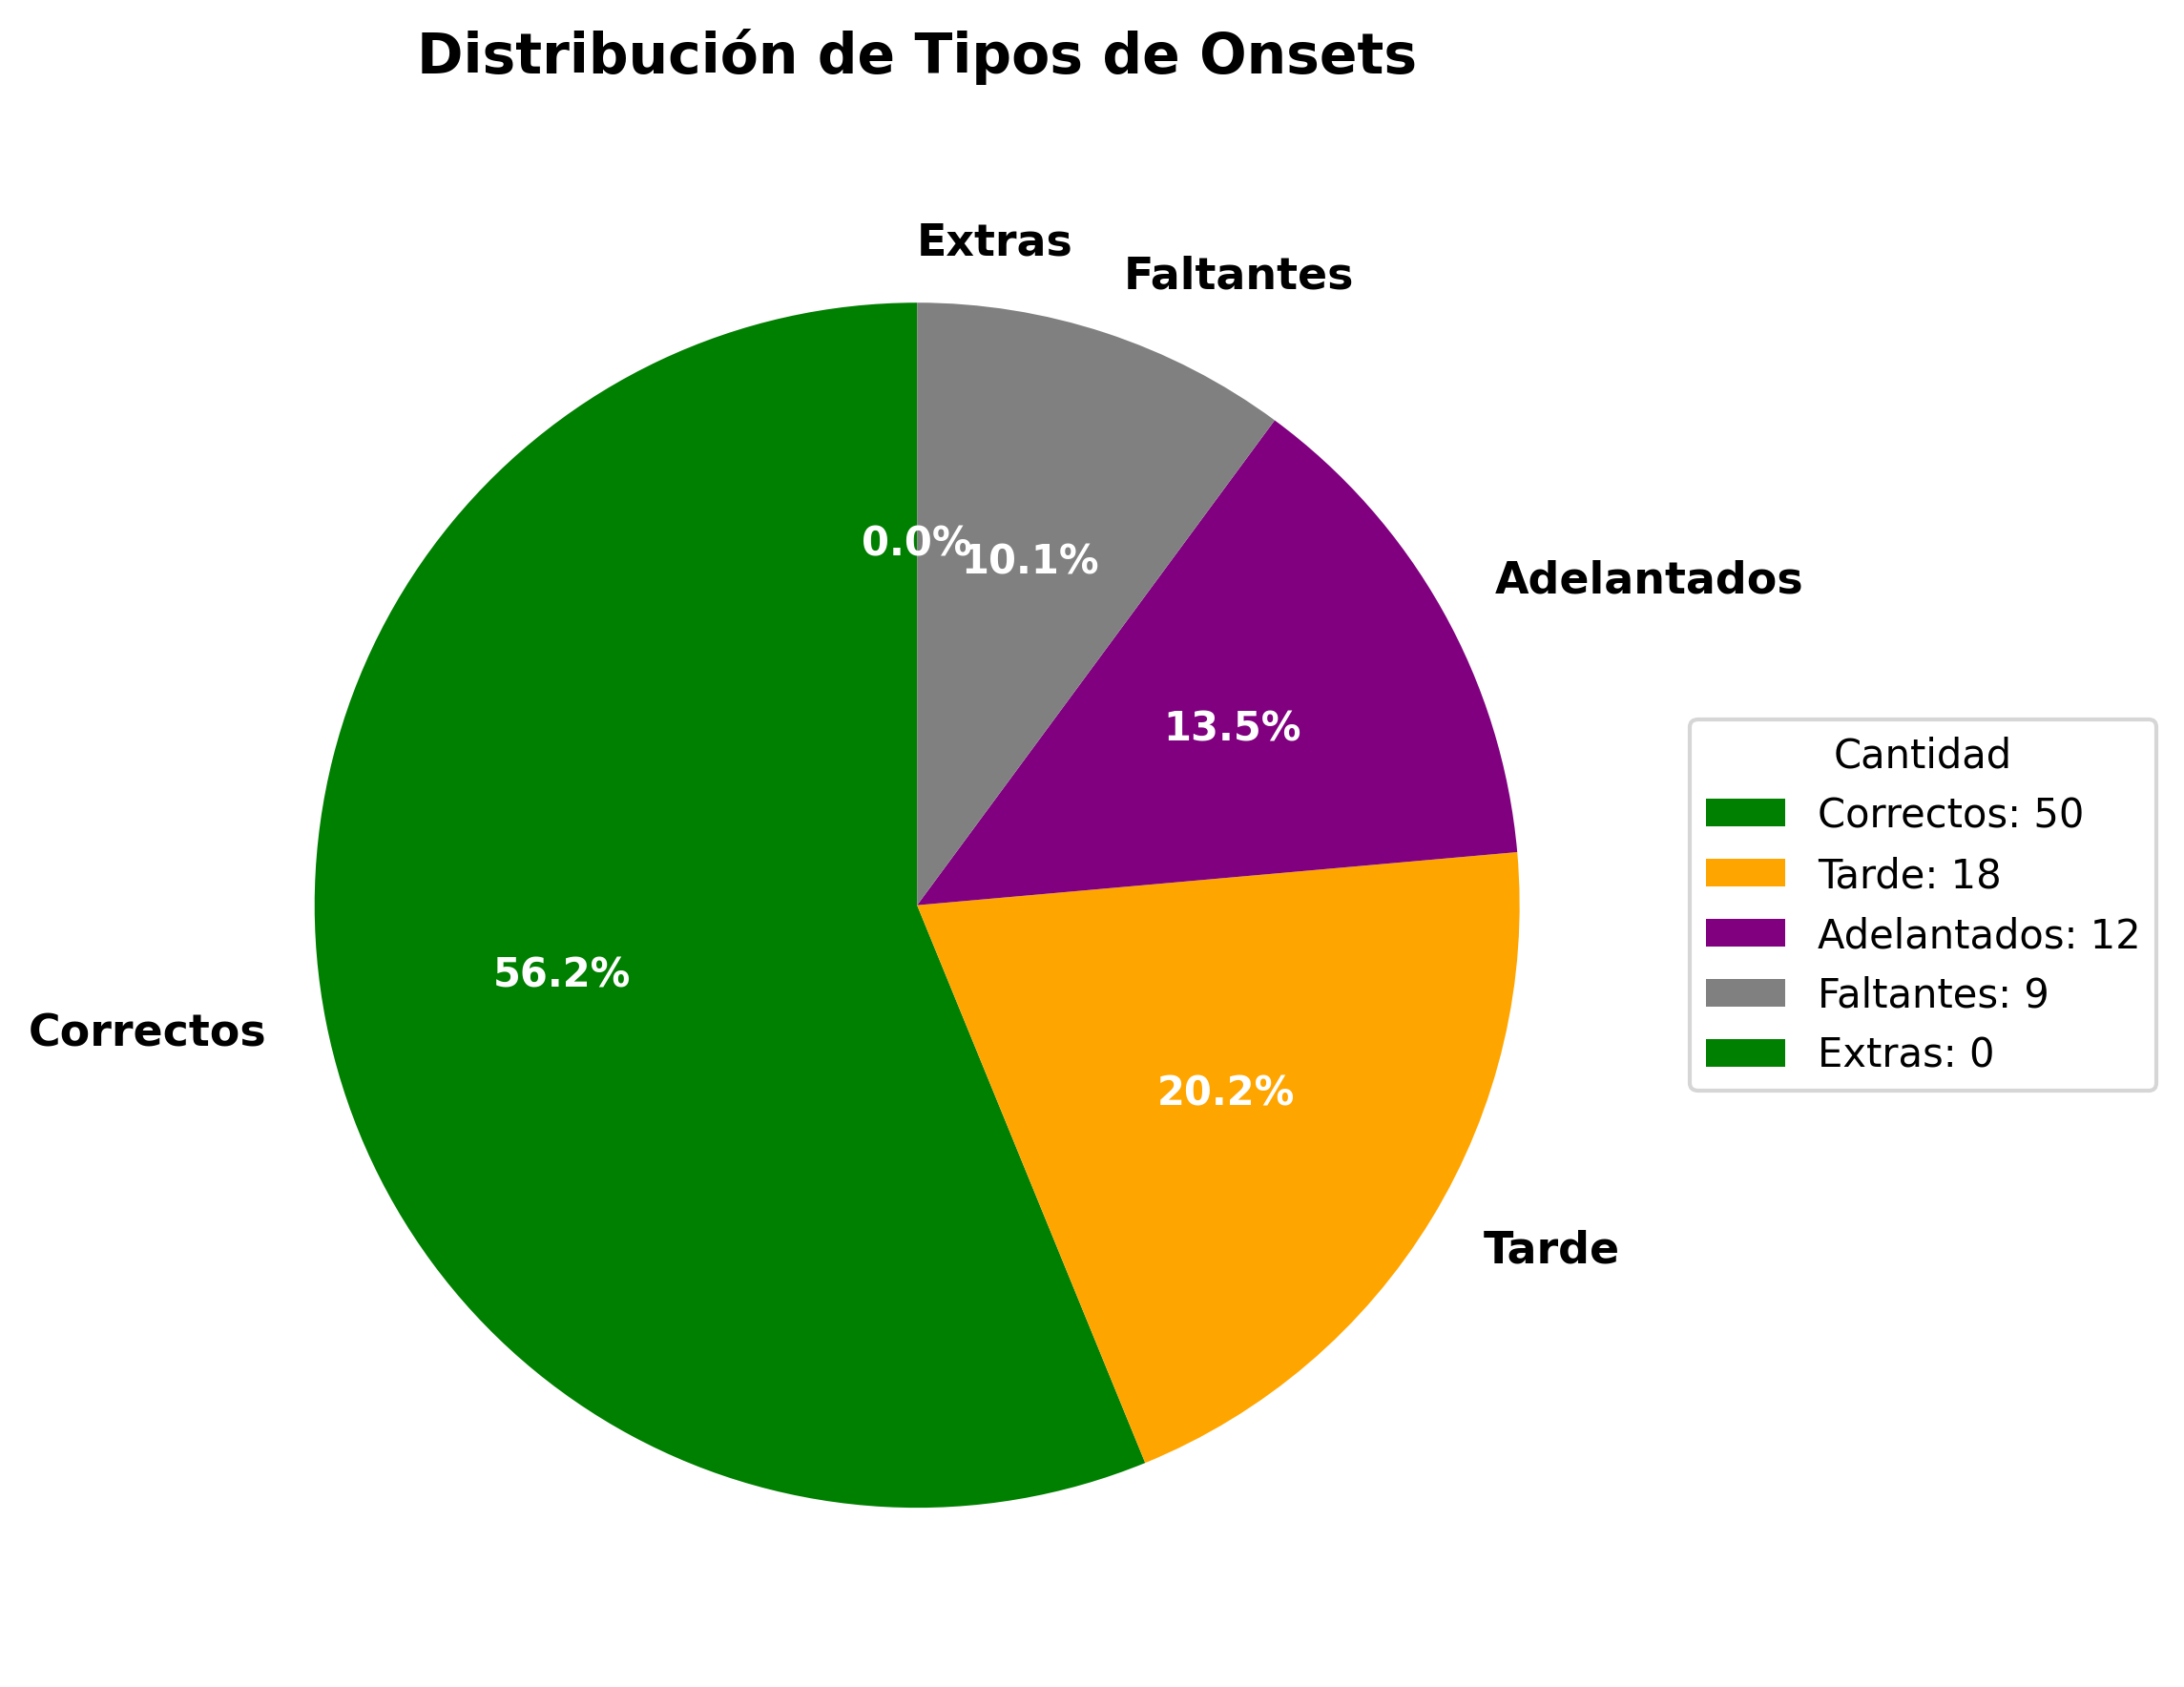 Distribución de Tipos de Onsets
Extras
Faltantes
0.0%
10.1%
Adelantados
13.5%
Cantidad
Correctos: 50
Tarde: 18
Adelantados: 12
Faltantes: 9
Extras: 0
56.2%
Correctos
20.2%
Tarde